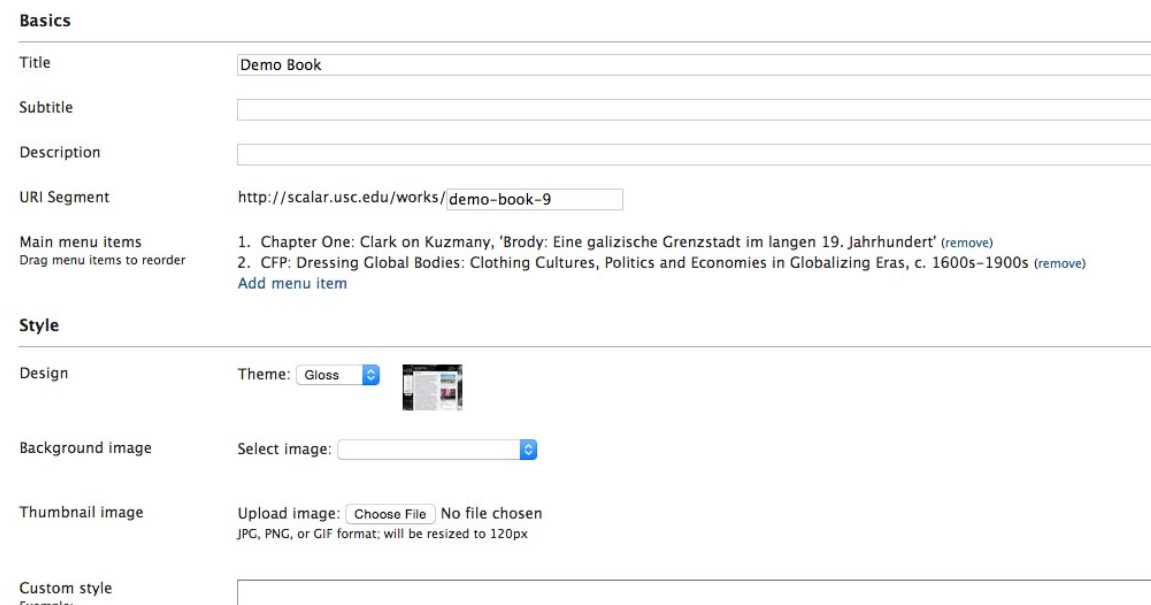 Basics
Title Demo Book
Subtitle
Description
URI Segment http://scalar.usc.edu/works/ demo-book-9
Main menu items 1. Chapter One: Clark on Kuzmany, 'Brody: Eine galizische Grenzstadt im langen 19. Jahrhundert' (remove)
Drag menu items to reorder 2. CFP: Dressing Global Bodies: Clothing Cultures, Politics and Economies in Globalizing Eras, c. 1600s-1900s (remove)
Add menu item
Style
Design Theme: Gloss
Background image Select image:
Thumbnail image Upload image: Choose File No file chosen
JPG, PNG, or GIF format; will be resized to 120px
Custom style
Example: